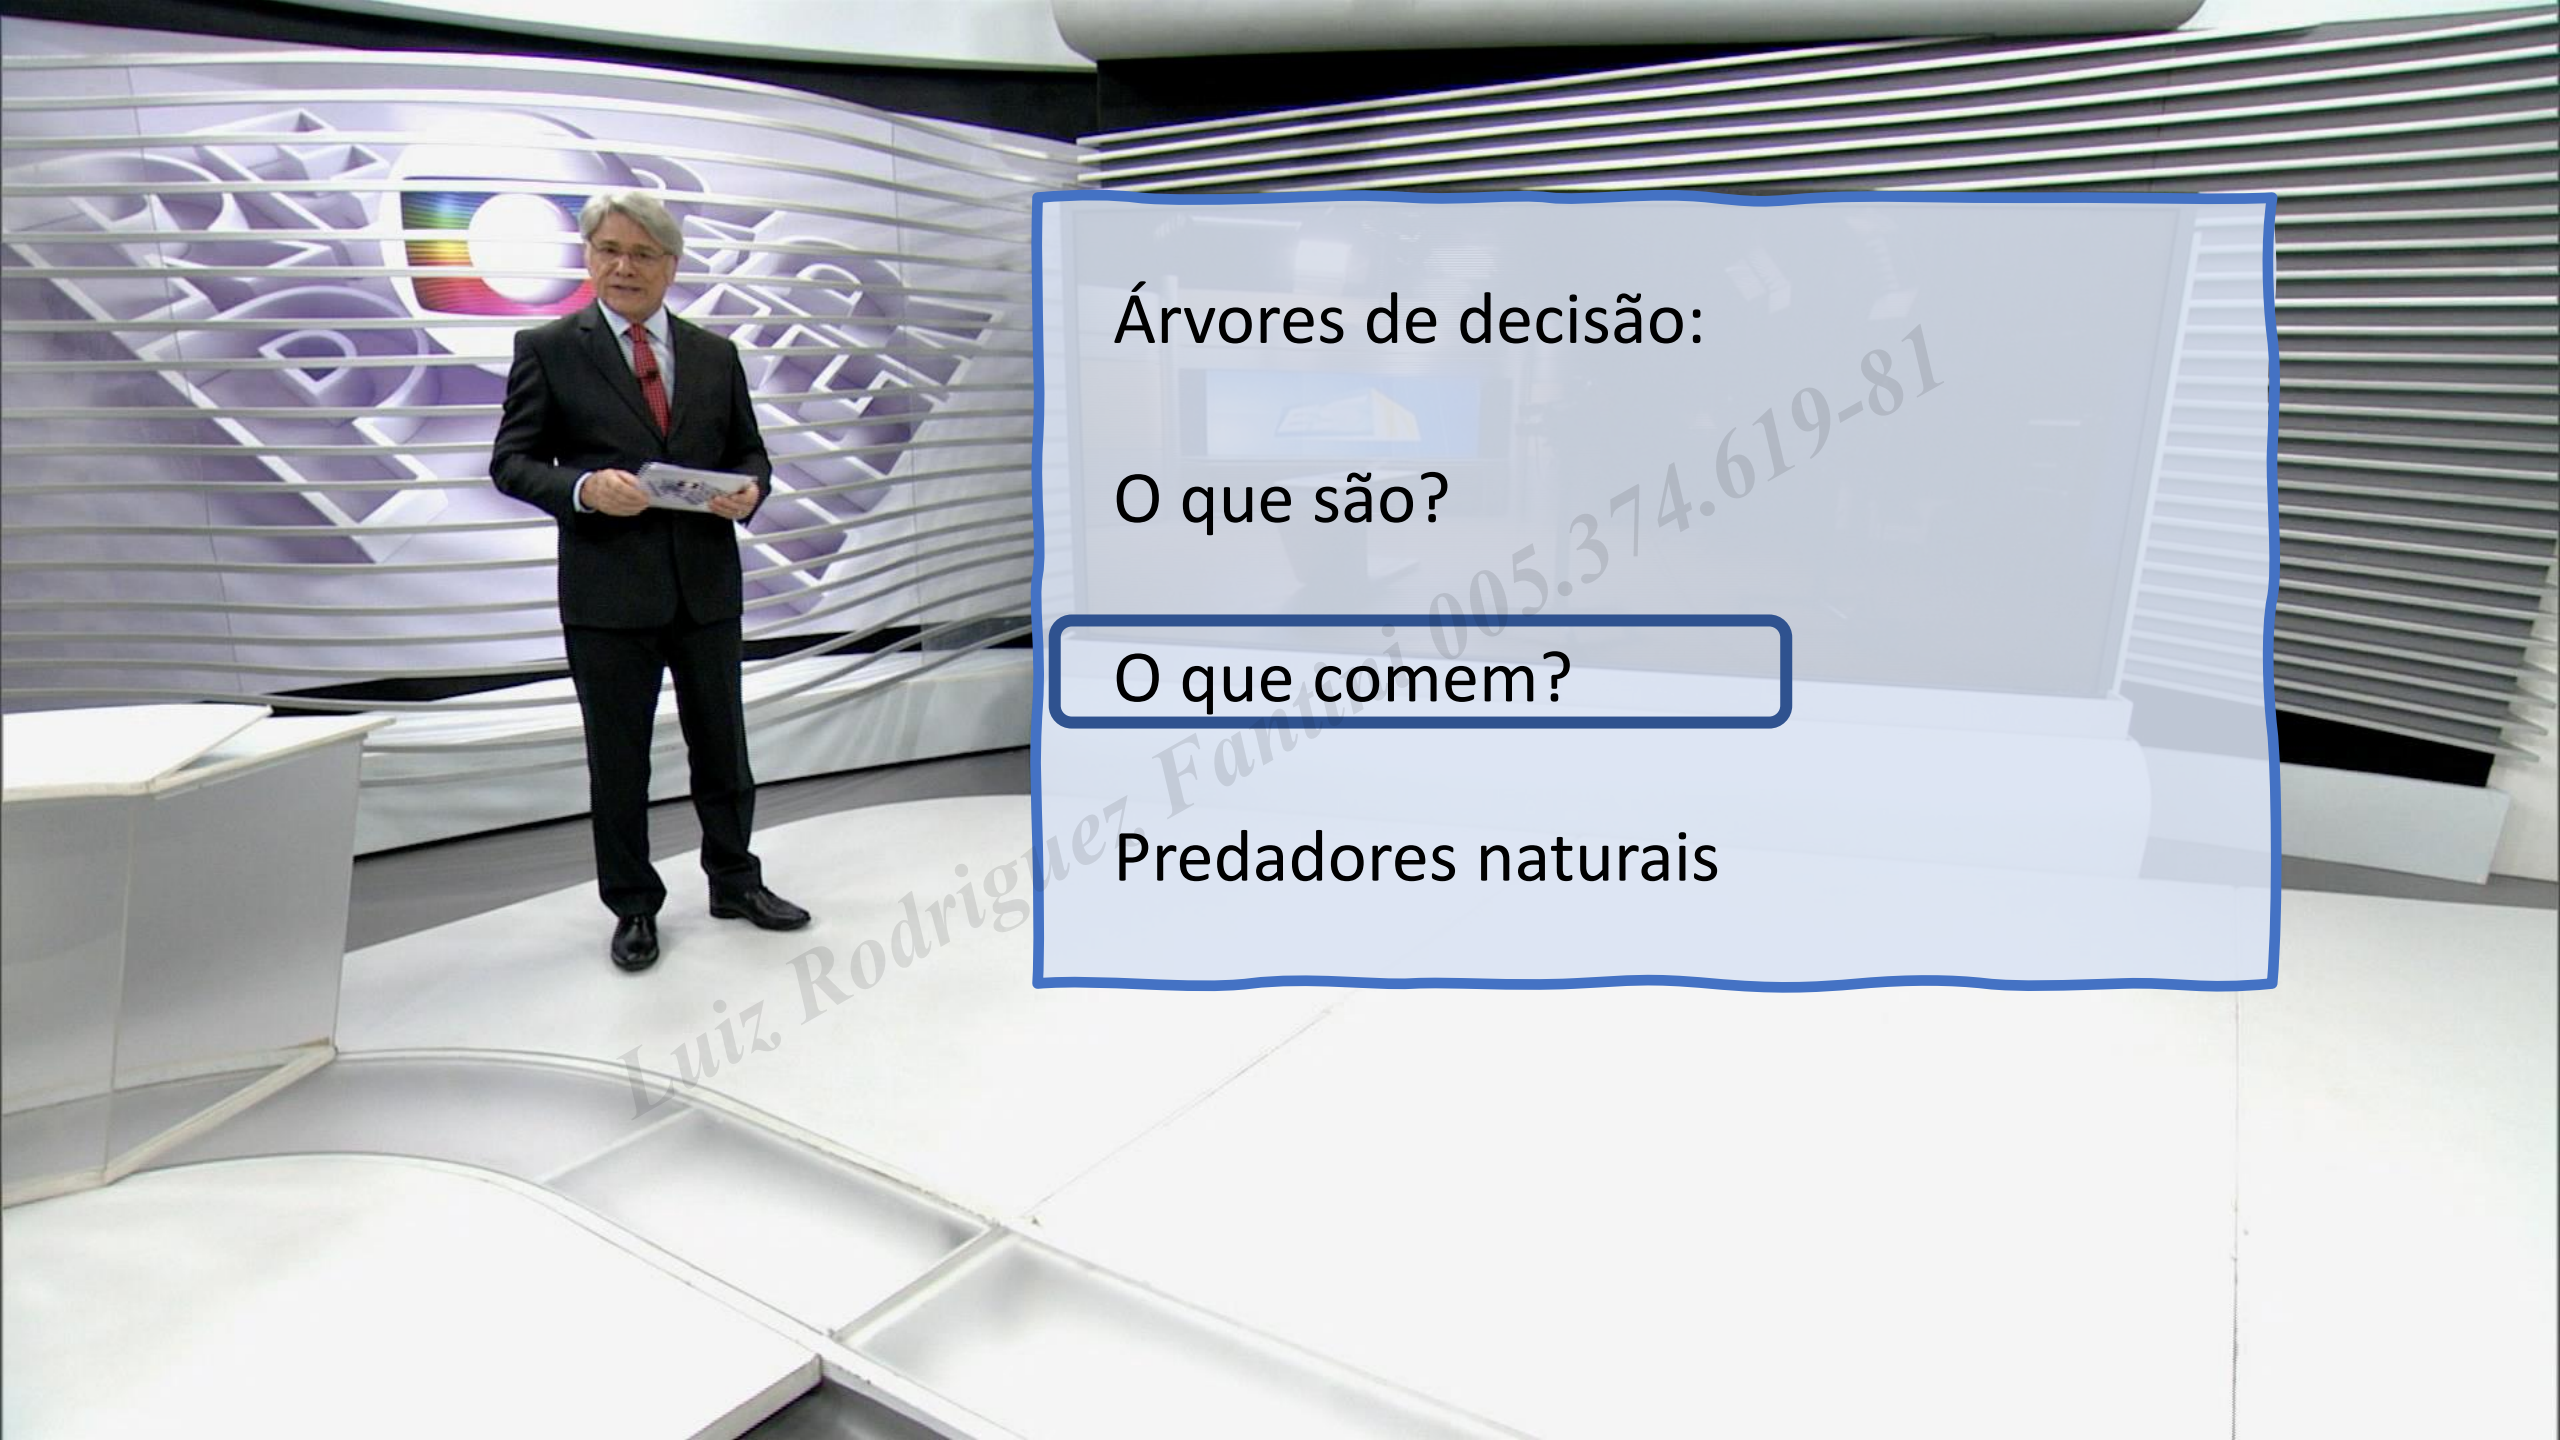 Árvores de decisão:
O que são?
O que comem?
Predadores naturais
Luiz Rodriguez Fantini 005.374.619-81